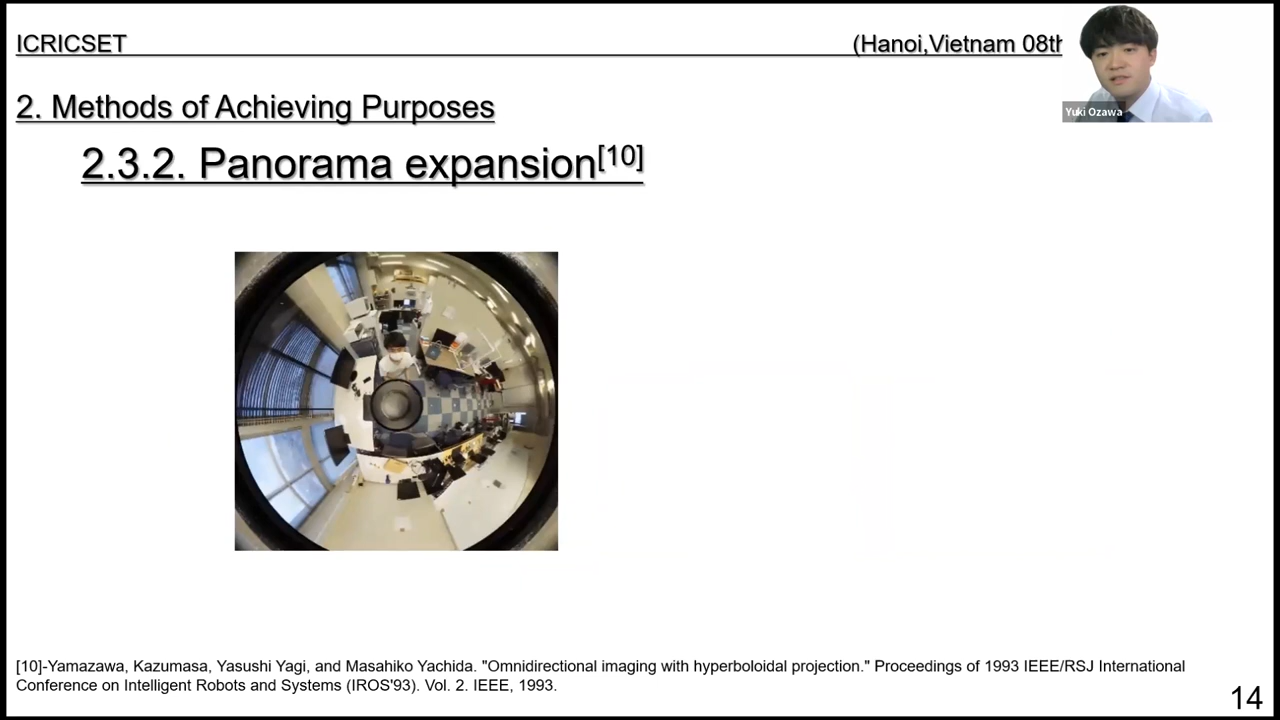 ICRICSET
(Hanoi,Vietnam 08th
Yuki Ozawa
2. Methods of Achieving Purposes
2.3.2. Panorama expansion[10]
[10]-Yamazawa, Kazumasa, Yasushi Yagi, and Masahiko Yachida. "Omnidirectional imaging with hyperboloidal projection." Proceedings of 1993 IEEE/RSJ International
Conference on Intelligent Robots and Systems (IROS'93). Vol. 2. IEEE, 1993.
14